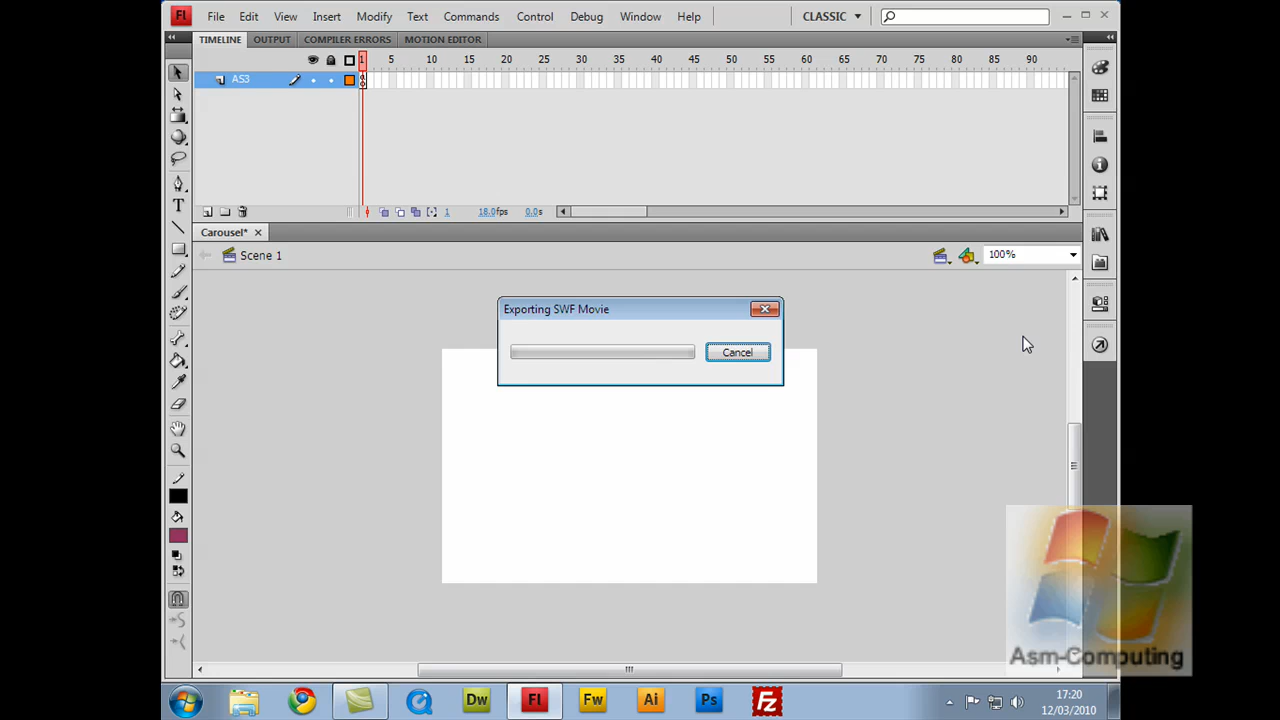 Fl File Edit View Insert Modify Text Commands Control Debug Window Help CLASSIC
TIMELINE OUTPUT COMPILER ERRORS MOTION EDITOR
1 5 10 15 20 25 30 35 40 45 50 55 60 65 70 75 80 85 90
AS3
1 18.0fps 0.0s
Carousel*
Scene 1 100%
Exporting SWF Movie
Cancel
T
Asm-Computing
Dw Fl Fw Ai Ps Fz
17:20
12/03/2010